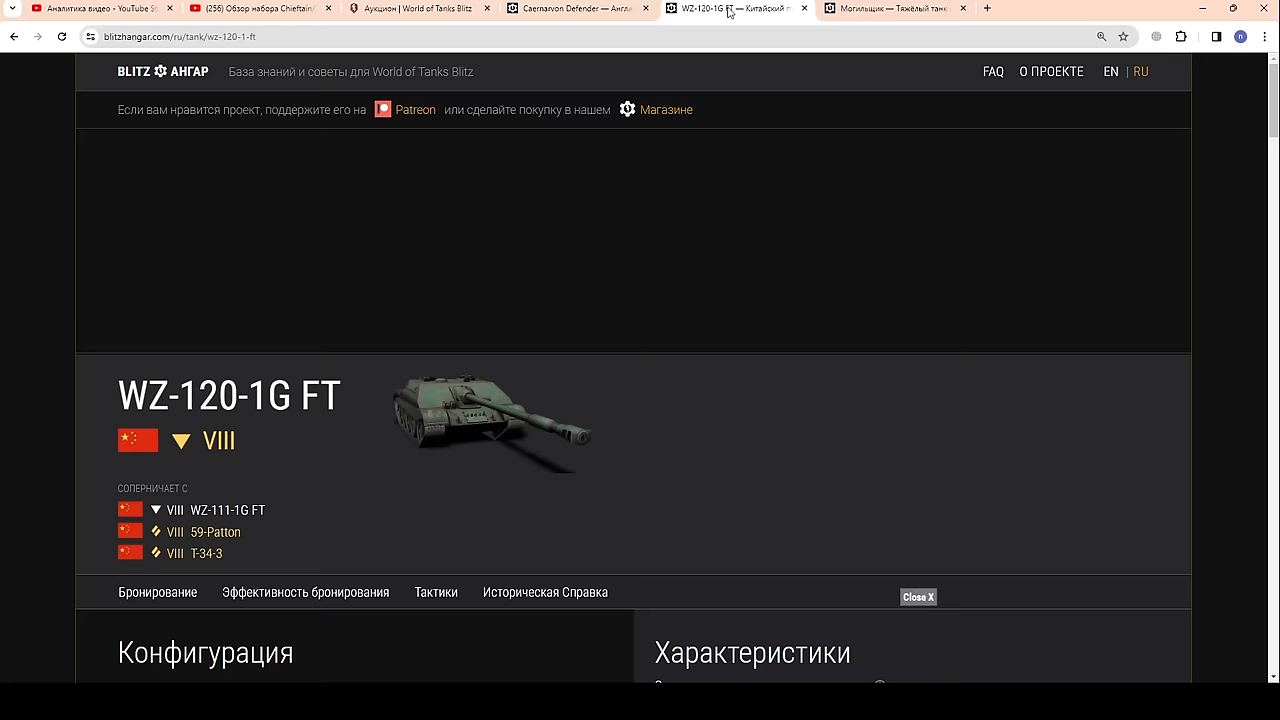 Аналитика видео - YouTube S
(256) Обзор набора Chieftain/
Аукцион | World of Tanks Blitz
Caernarvon Defender — Англи
WZ-120-1G FT — Китайский п
Могильщик — Тяжёлый танк
blitzhangar.com/ru/tank/wz-120-1-ft
BLITZ АНГАР База знаний и советы для World of Tanks Blitz
FAQ О ПРОЕКТЕ EN | RU
Если вам нравится проект, поддержите его на Patreon или сделайте покупку в нашем Магазине
WZ-120-1G FT
VIII
СОПЕРНИЧАЕТ С
VIII WZ-111-1G FT
VIII 59-Patton
VIII T-34-3
Бронирование Эффективность бронирования Тактики Историческая Справка
Close X
Конфигурация
Характеристики